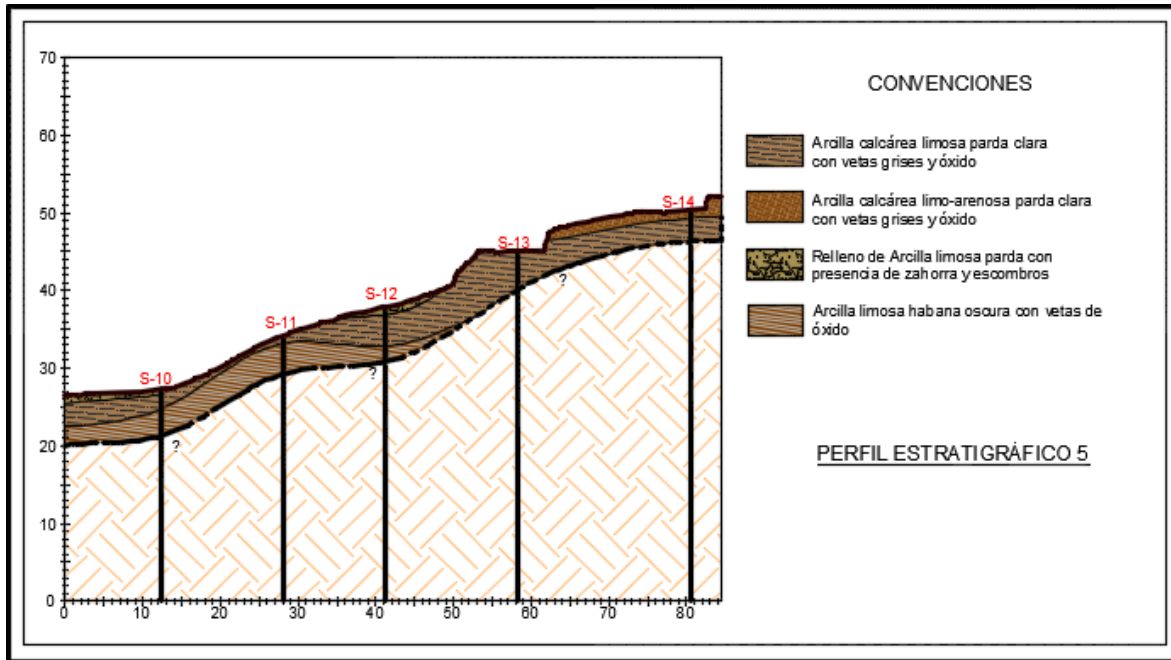 70
60
50
40
30
20
10
0
0 10 20 30 40 50 60 70 80
S-10
S-11
S-12
S-13
S-14
?
?
?
CONVENCIONES
Arcilla calcárea limosa parda clara
con vetas grises y óxido
Arcilla calcárea limo-arenosa parda clara
con vetas grises y óxido
Relleno de Arcilla limosa parda con
presencia de zahorra y escombros
Arcilla limosa habana oscura con vetas de
óxido
PERFIL ESTRATIGRÁFICO 5